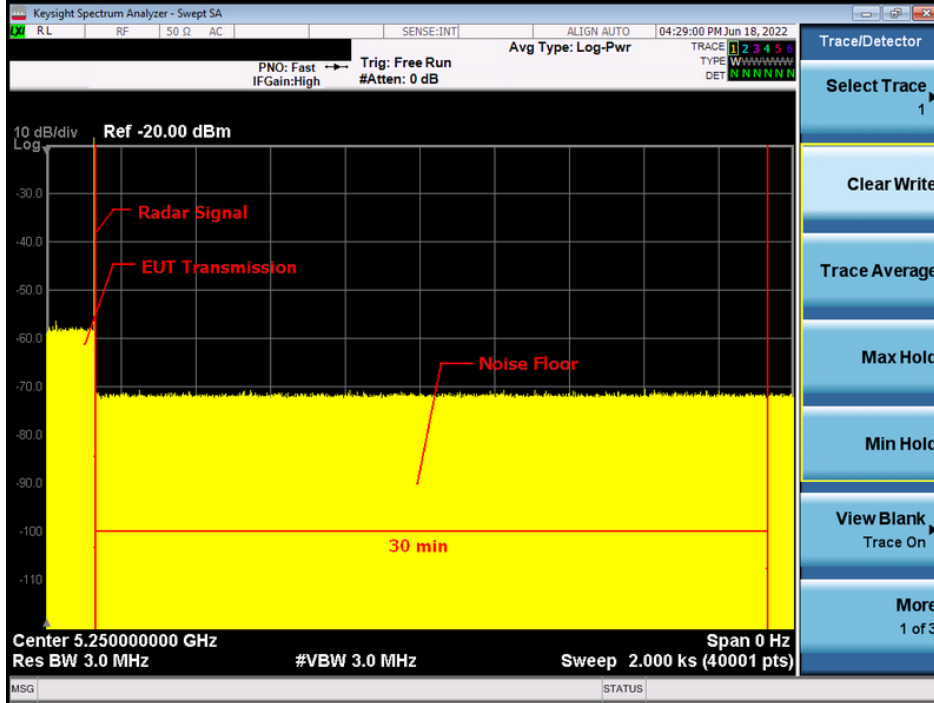 Keysight Spectrum Analyzer - Swept SA
LXI RL RF 50 Ω AC SENSE:INT ALIGN AUTO 04:29:00 PM Jun 18, 2022
Avg Type: Log-Pwr
TRACE 1 2 3 4 5 6
TYPE WWWWWW
DET N N N N N N
PNO: Fast
IFGain:High
Trig: Free Run
#Atten: 0 dB
10 dB/div
Log
Ref -20.00 dBm
-30.0
-40.0
-50.0
-60.0
-70.0
-80.0
-90.0
-100
-110
Radar Signal
EUT Transmission
Noise Floor
30 min
Center 5.250000000 GHz
Span 0 Hz
Res BW 3.0 MHz
#VBW 3.0 MHz
Sweep 2.000 ks (40001 pts)
MSG
STATUS
Trace/Detector
Select Trace
1
Clear Write
Trace Average
Max Hold
Min Hold
View Blank
Trace On
More
1 of 3